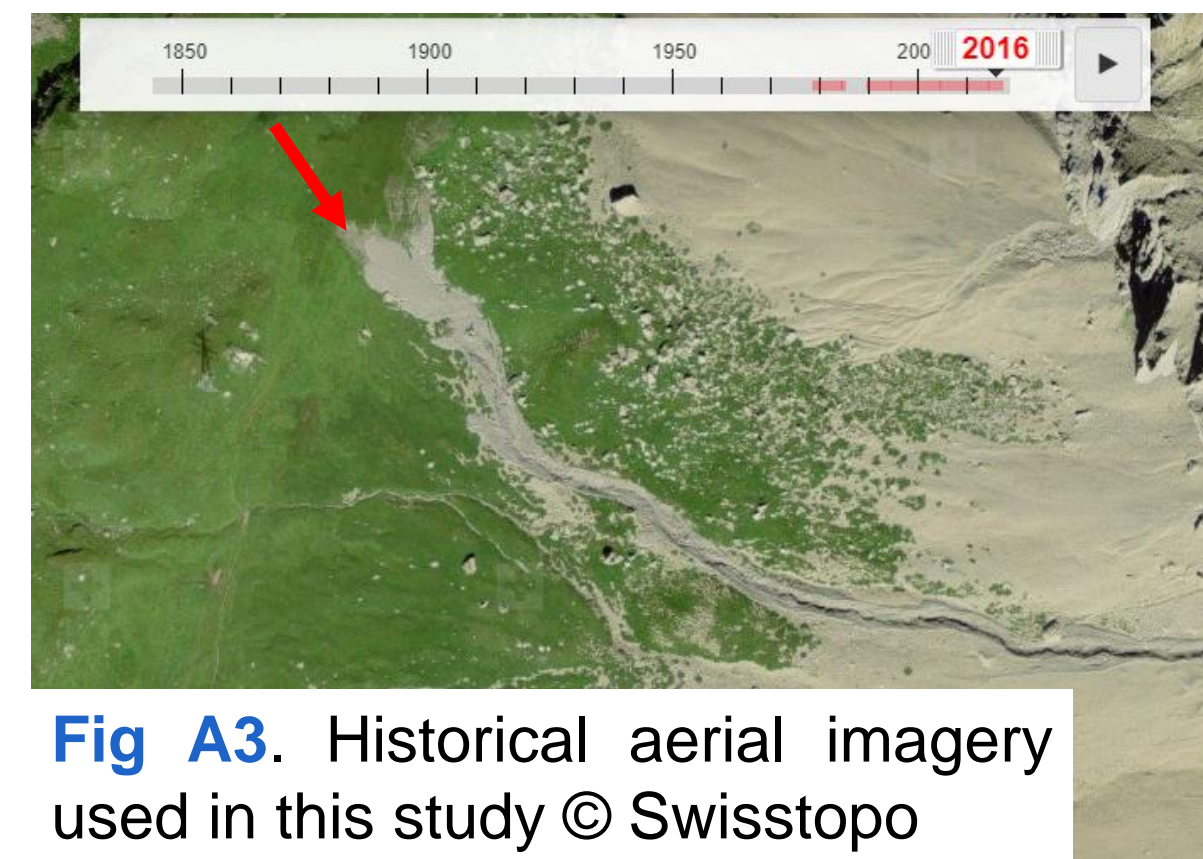 1850 1900 1950 200 2016
Fig A3. Historical aerial imagery
used in this study © Swisstopo